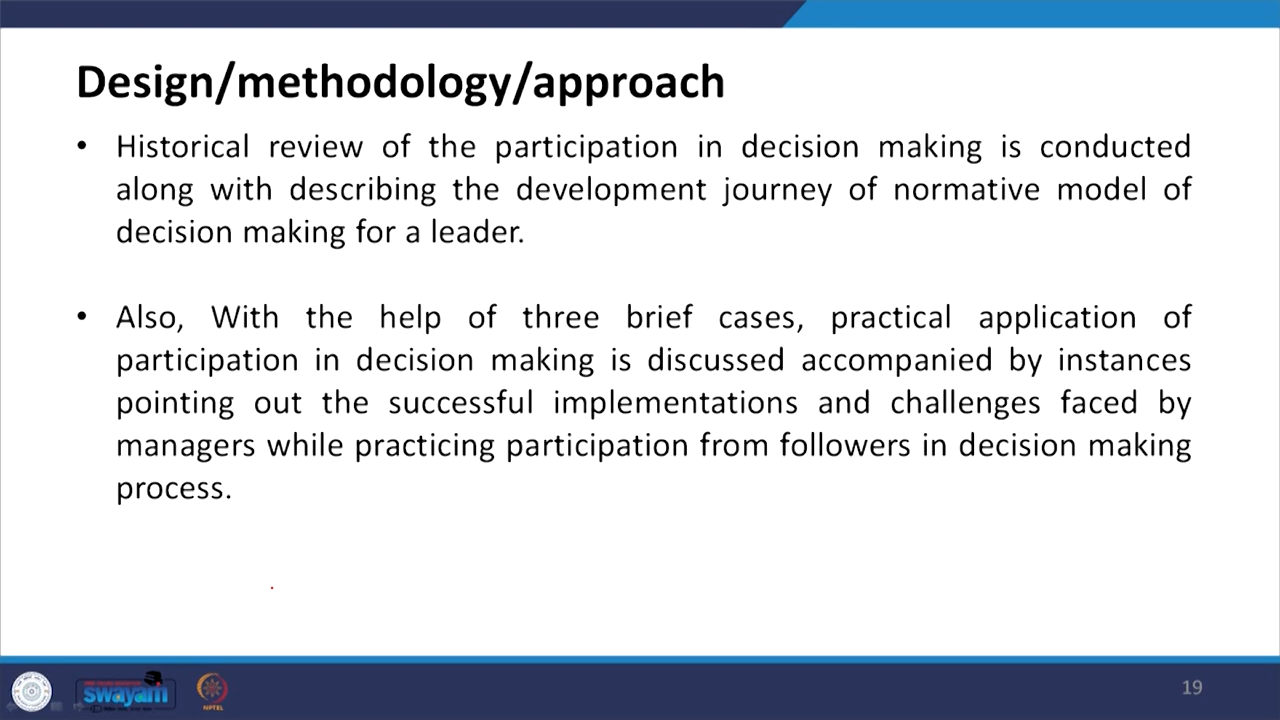 Design/methodology/approach
• Historical review of the participation in decision making is conducted
along with describing the development journey of normative model of
decision making for a leader.
• Also, With the help of three brief cases, practical application of
participation in decision making is discussed accompanied by instances
pointing out the successful implementations and challenges faced by
managers while practicing participation from followers in decision making
process.
swayam
NPTEL
19